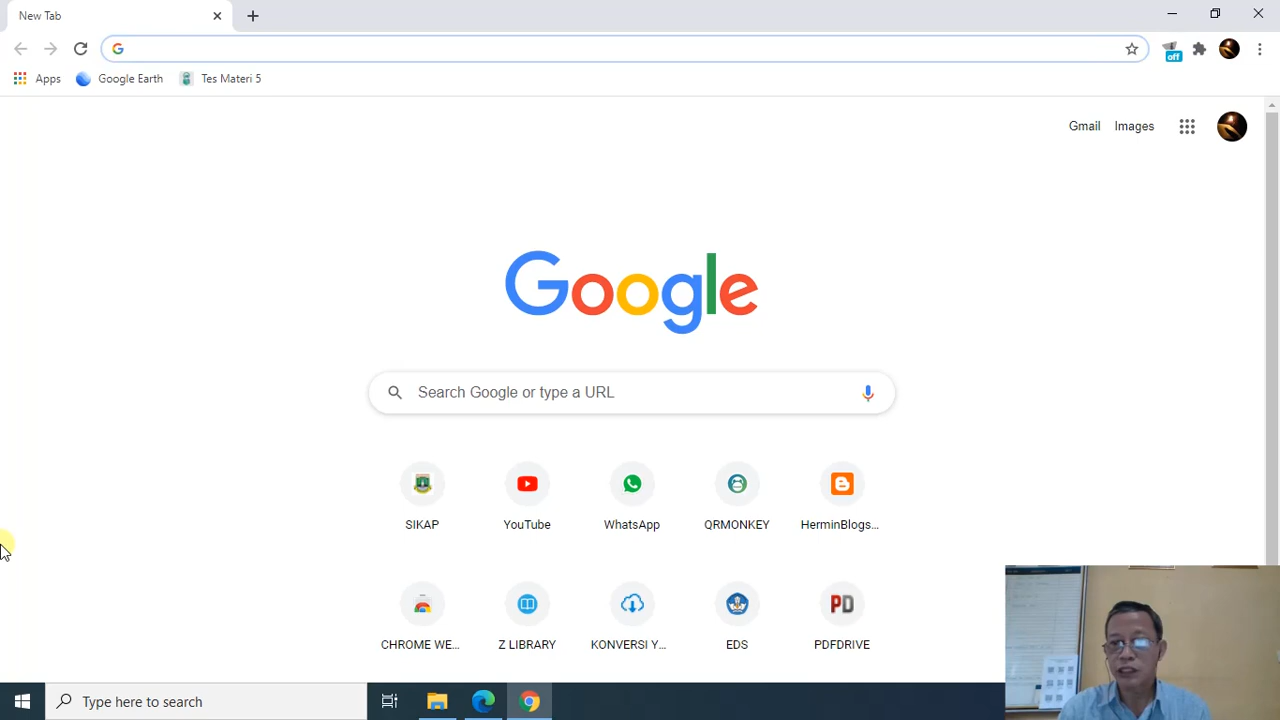 New Tab
Apps
Google Earth
Tes Materi 5
off
Gmail
Images
Google
Search Google or type a URL
SIKAP
YouTube
WhatsApp
QRMONKEY
HerminBlogs...
CHROME WE...
Z LIBRARY
KONVERSI Y...
EDS
PDFDRIVE
PD
Type here to search